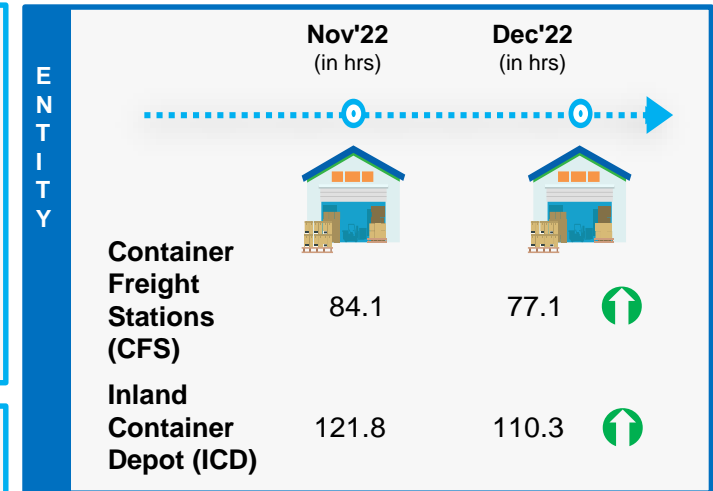 ENTITY
Nov'22 Dec'22
(in hrs) (in hrs)
Container
Freight
Stations
(CFS)
84.1 77.1
Inland
Container
Depot (ICD)
121.8 110.3